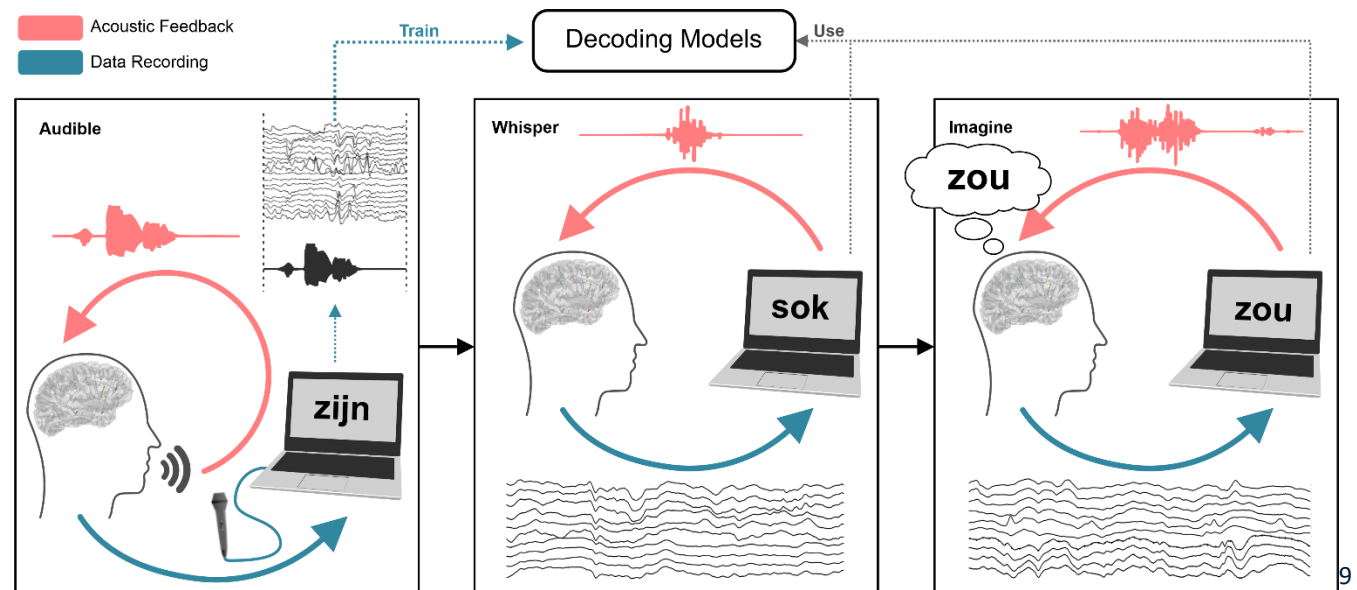 Acoustic Feedback
Data Recording
Train
Decoding Models
Use
Audible
zijn
Whisper
sok
Imagine
zou
zou
9